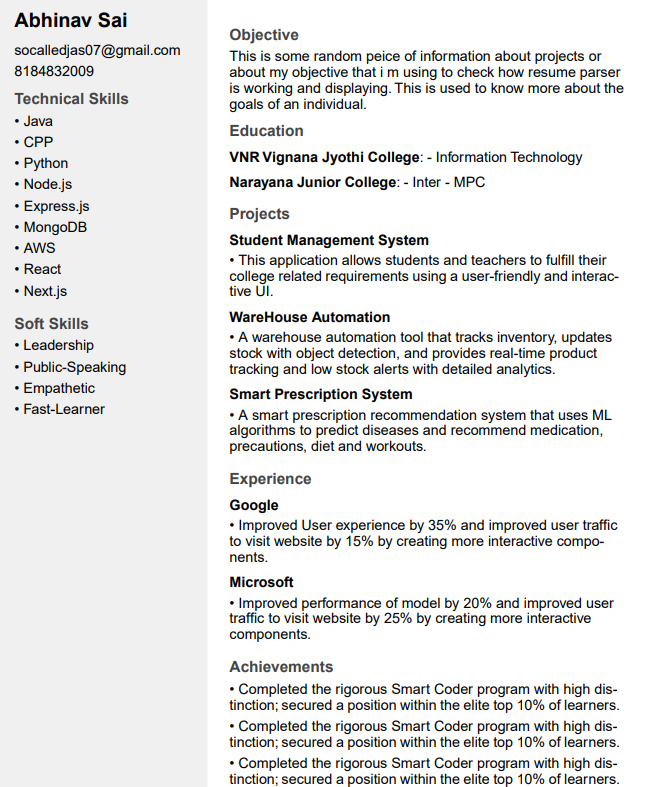 Abhinav Sai
socalledjas07@gmail.com
8184832009
Technical Skills
• Java
• CPP
• Python
• Node.js
• Express.js
• MongoDB
• AWS
• React
• Next.js
Soft Skills
• Leadership
• Public-Speaking
• Empathetic
• Fast-Learner
Objective
This is some random peice of information about projects or
about my objective that i m using to check how resume parser
is working and displaying. This is used to know more about the
goals of an individual.
Education
VNR Vignana Jyothi College: - Information Technology
Narayana Junior College: - Inter - MPC
Projects
Student Management System
• This application allows students and teachers to fulfill their
college related requirements using a user-friendly and interac-
tive UI.
WareHouse Automation
• A warehouse automation tool that tracks inventory, updates
stock with object detection, and provides real-time product
tracking and low stock alerts with detailed analytics.
Smart Prescription System
• A smart prescription recommendation system that uses ML
algorithms to predict diseases and recommend medication,
precautions, diet and workouts.
Experience
Google
• Improved User experience by 35% and improved user traffic
to visit website by 15% by creating more interactive compo-
nents.
Microsoft
• Improved performance of model by 20% and improved user
traffic to visit website by 25% by creating more interactive
components.
Achievements
• Completed the rigorous Smart Coder program with high dis-
tinction; secured a position within the elite top 10% of learners.
• Completed the rigorous Smart Coder program with high dis-
tinction; secured a position within the elite top 10% of learners.
• Completed the rigorous Smart Coder program with high dis-
tinction; secured a position within the elite top 10% of learners.